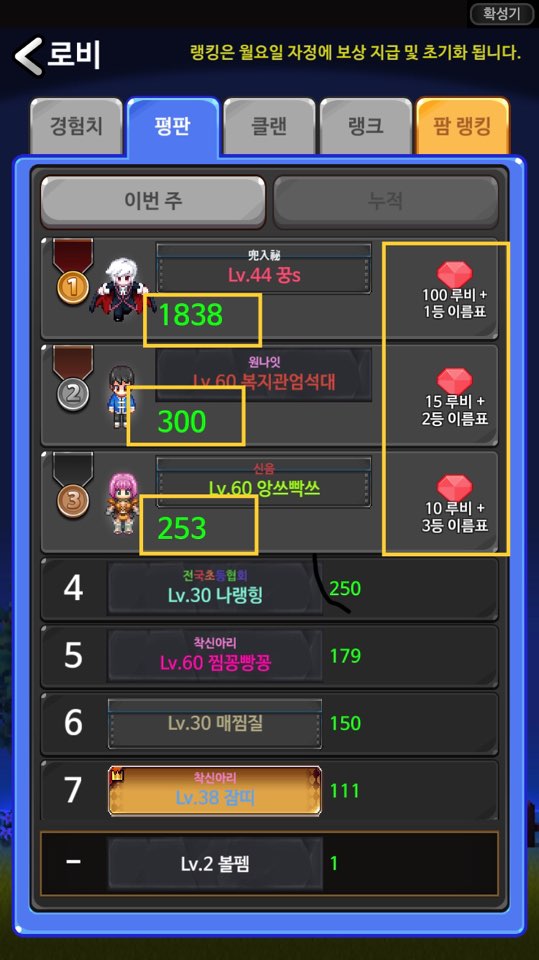 확성기
로비
랭킹은 월요일 자정에 보상 지급 및 초기화 됩니다.
경험치
평판
클랜
랭크
팜 랭킹
이번 주
누적
1
兜入秘
Lv.44 꿍s
1838
100 루비 +
1등 이름표
2
원나잇
Lv.60 복지관엄석대
300
15 루비 +
2등 이름표
3
신음
Lv.60 앙쓰빡쓰
253
10 루비 +
3등 이름표
4
전국초등협회
Lv.30 나랭힝
250
5
착신아리
Lv.60 찜꽁빵꽁
179
6
Lv.30 매찜질
150
7
착신아리
Lv.38 잠띠
111
–
Lv.2 볼펨
1